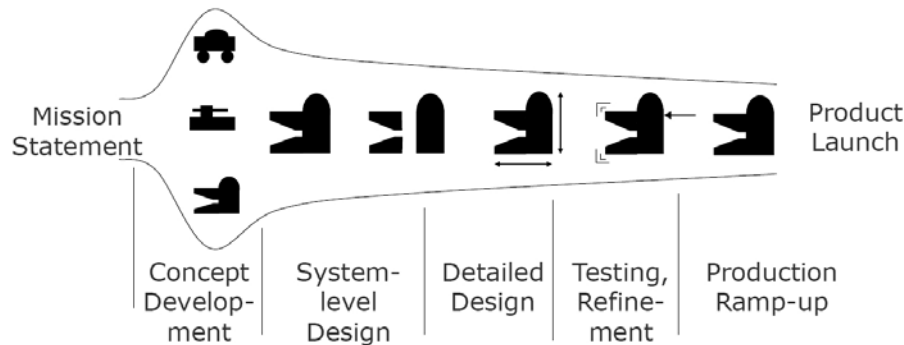 Mission
Statement
Product
Launch
Concept
Develop-
ment
System-
level
Design
Detailed
Design
Testing,
Refine-
ment
Production
Ramp-up